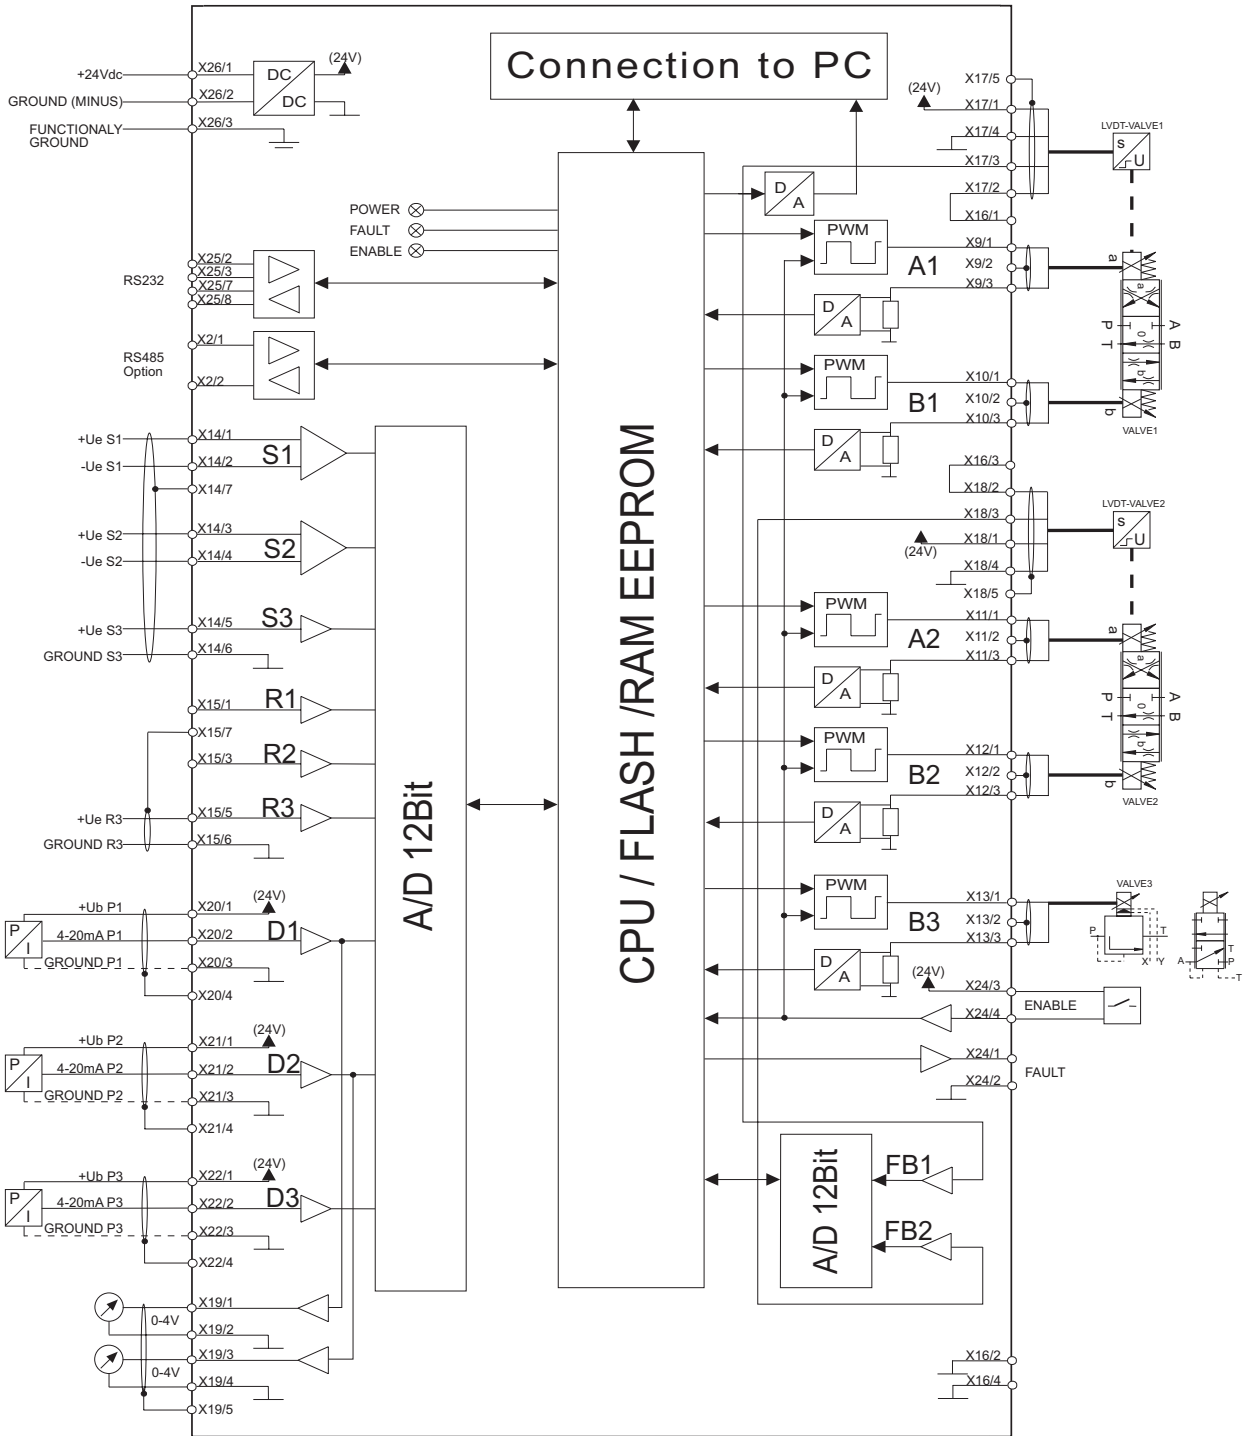 Connection to PC
+24Vdc
X26/1
DC
DC
(24V)
GROUND (MINUS)
X26/2
FUNCTIONALY
GROUND
X26/3
POWER
FAULT
ENABLE
RS232
X25/2
X25/3
X25/7
X25/8
RS485
Option
X2/1
X2/2
+Ue S1
X14/1
S1
-Ue S1
X14/2
X14/7
+Ue S2
X14/3
S2
-Ue S2
X14/4
+Ue S3
X14/5
S3
GROUND S3
X14/6
X15/1
R1
X15/7
X15/3
R2
+Ue R3
X15/5
R3
GROUND R3
X15/6
P
I
+Ub P1
X20/1
(24V)
4-20mA P1
X20/2
D1
GROUND P1
X20/3
X20/4
P
I
+Ub P2
X21/1
(24V)
4-20mA P2
X21/2
D2
GROUND P2
X21/3
X21/4
P
I
+Ub P3
X22/1
(24V)
4-20mA P3
X22/2
D3
GROUND P3
X22/3
X22/4
X19/1
0-4V
X19/2
X19/3
0-4V
X19/4
X19/5
A/D 12Bit
CPU / FLASH /RAM EEPROM
D
A
PWM
A1
D
A
PWM
B1
D
A
PWM
A2
D
A
PWM
B2
D
A
PWM
B3
D
A
A/D 12Bit
FB1
FB2
X17/5
(24V)
X17/1
X17/4
X17/3
X17/2
X16/1
LVDT-VALVE1
S
U
X9/1
X9/2
X9/3
a
a
P
T
0
A
B
b
X10/1
X10/2
X10/3
b
VALVE1
X16/3
X18/2
X18/3
X18/1
(24V)
X18/4
X18/5
LVDT-VALVE2
S
U
X11/1
X11/2
X11/3
a
a
P
T
0
A
B
b
X12/1
X12/2
X12/3
b
VALVE2
X13/1
X13/2
X13/3
VALVE3
P
T
X
Y
A
T
P
T
(24V)
X24/3
ENABLE
X24/4
X24/1
FAULT
X24/2
X16/2
X16/4